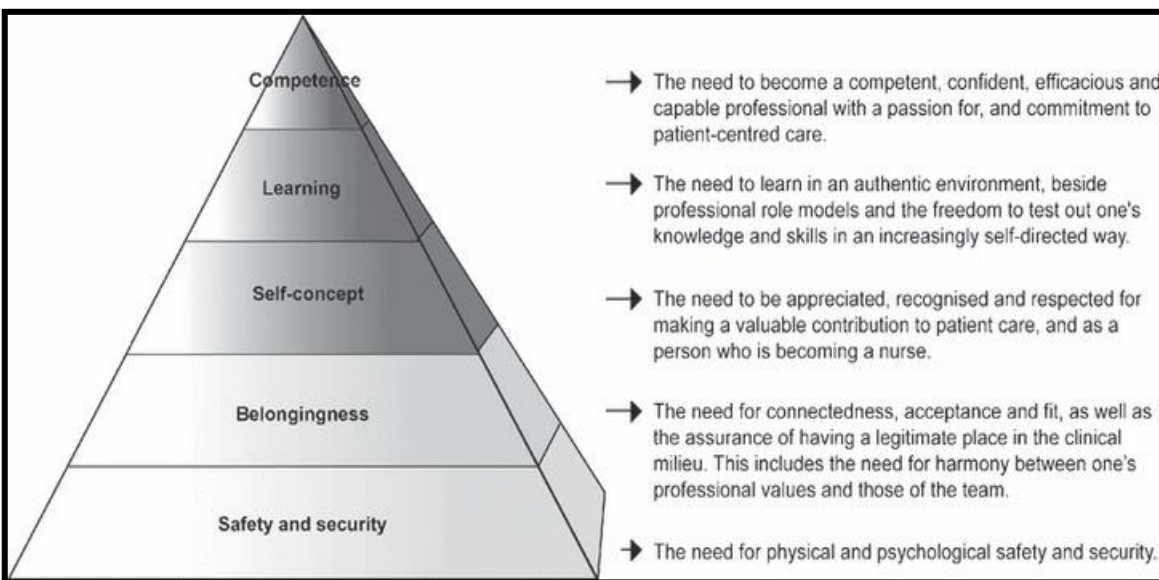 Competence
The need to become a competent, confident, efficacious and
capable professional with a passion for, and commitment to
patient-centred care.
Learning
The need to learn in an authentic environment, beside
professional role models and the freedom to test out one's
knowledge and skills in an increasingly self-directed way.
Self-concept
The need to be appreciated, recognised and respected for
making a valuable contribution to patient care, and as a
person who is becoming a nurse.
Belongingness
The need for connectedness, acceptance and fit, as well as
the assurance of having a legitimate place in the clinical
milieu. This includes the need for harmony between one's
professional values and those of the team.
Safety and security
The need for physical and psychological safety and security.